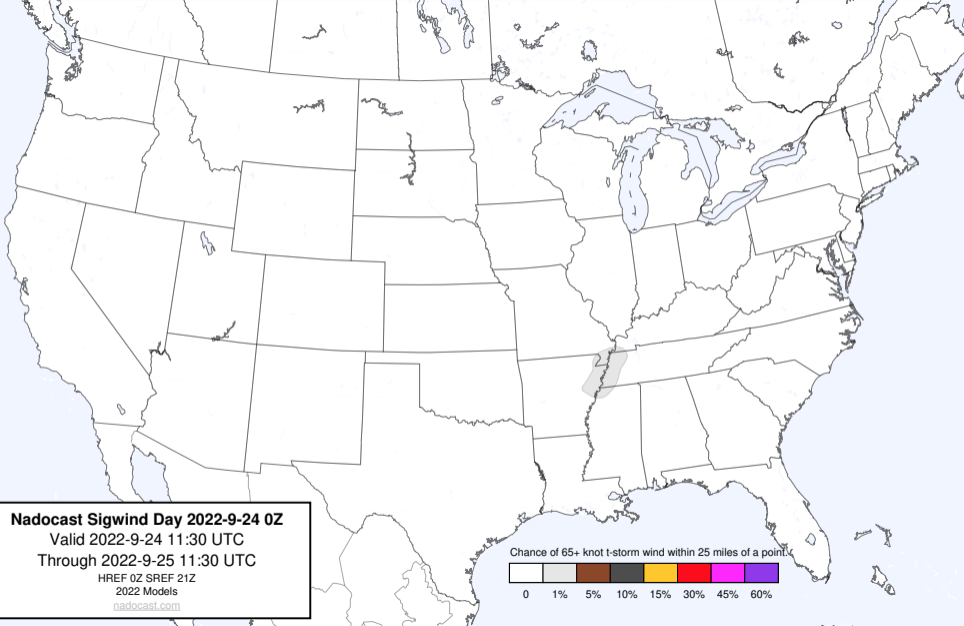 Nadocast Sigwind Day 2022-9-24 0Z
Valid 2022-9-24 11:30 UTC
Through 2022-9-25 11:30 UTC
HREF 0Z SREF 21Z
2022 Models
nadocast.com
Chance of 65+ knot t-storm wind within 25 miles of a point.
0 1% 5% 10% 15% 30% 45% 60%